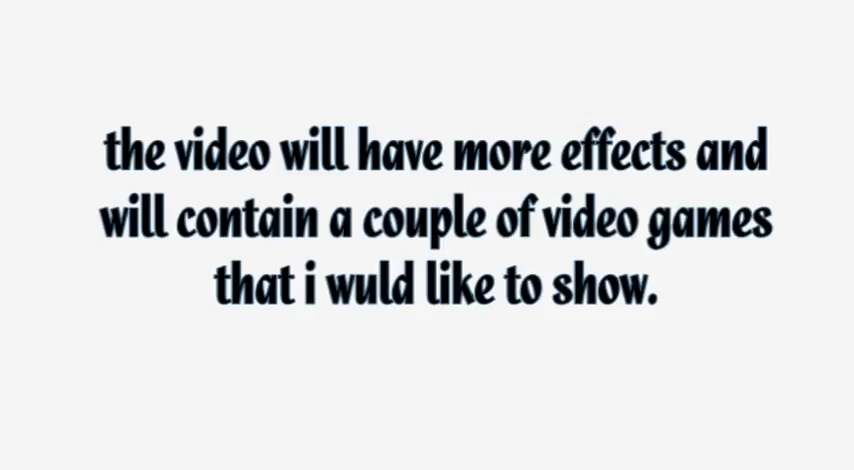 the video will have more effects and
will contain a couple of video games
that i wuld like to show.